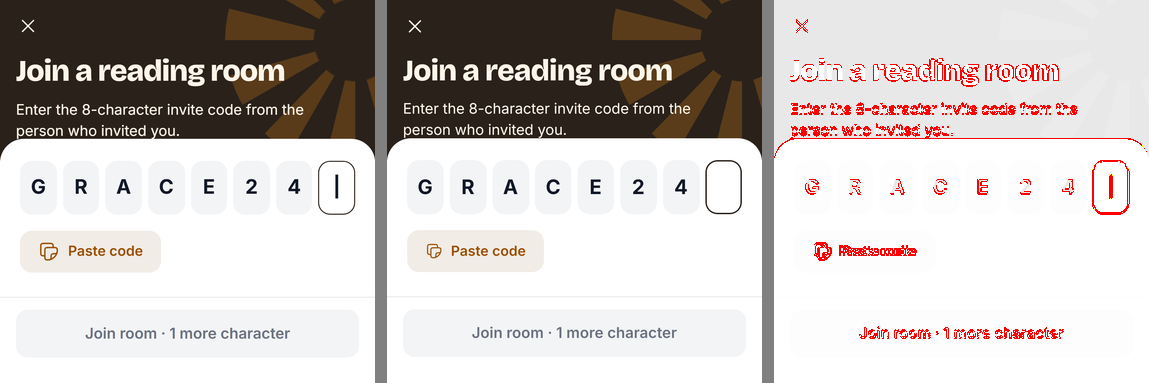 Join a reading room
Enter the 8-character invite code from the
person who invited you.
G R A C E 2 4
Paste code
Join room · 1 more character
Join a reading room
Enter the 8-character invite code from the
person who invited you.
G R A C E 2 4
Paste code
Join room · 1 more character
Join a reading room
Enter the 8-character invite code from the
person who invited you.
G R A C E 2 4
Paste code
Join room · 1 more character